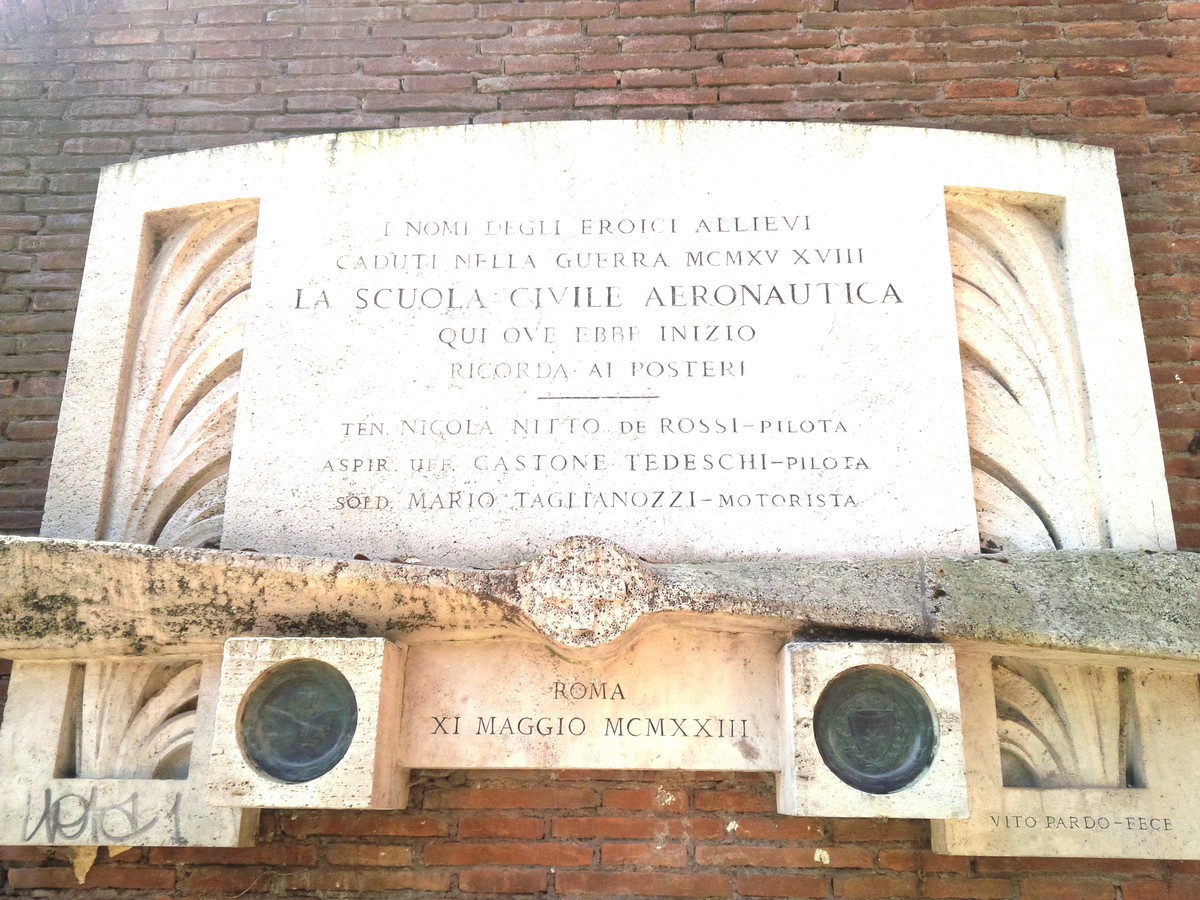 I NOMI DEGLI EROICI ALLIEVI
CADUTI NELLA GUERRA MCMXV XVIII
LA SCUOLA CIVILE AERONAUTICA
QUI OVE EBBE INIZIO
RICORDA AI POSTERI
TEN. NICOLA NITTO DE ROSSI-PILOTA
ASPIR. UFF. GASTONE TEDESCHI-PILOTA
SOLD. MARIO TAGLIANOZZI-MOTORISTA
ROMA
XI MAGGIO MCMXXIII
VITO PARDO-FECE